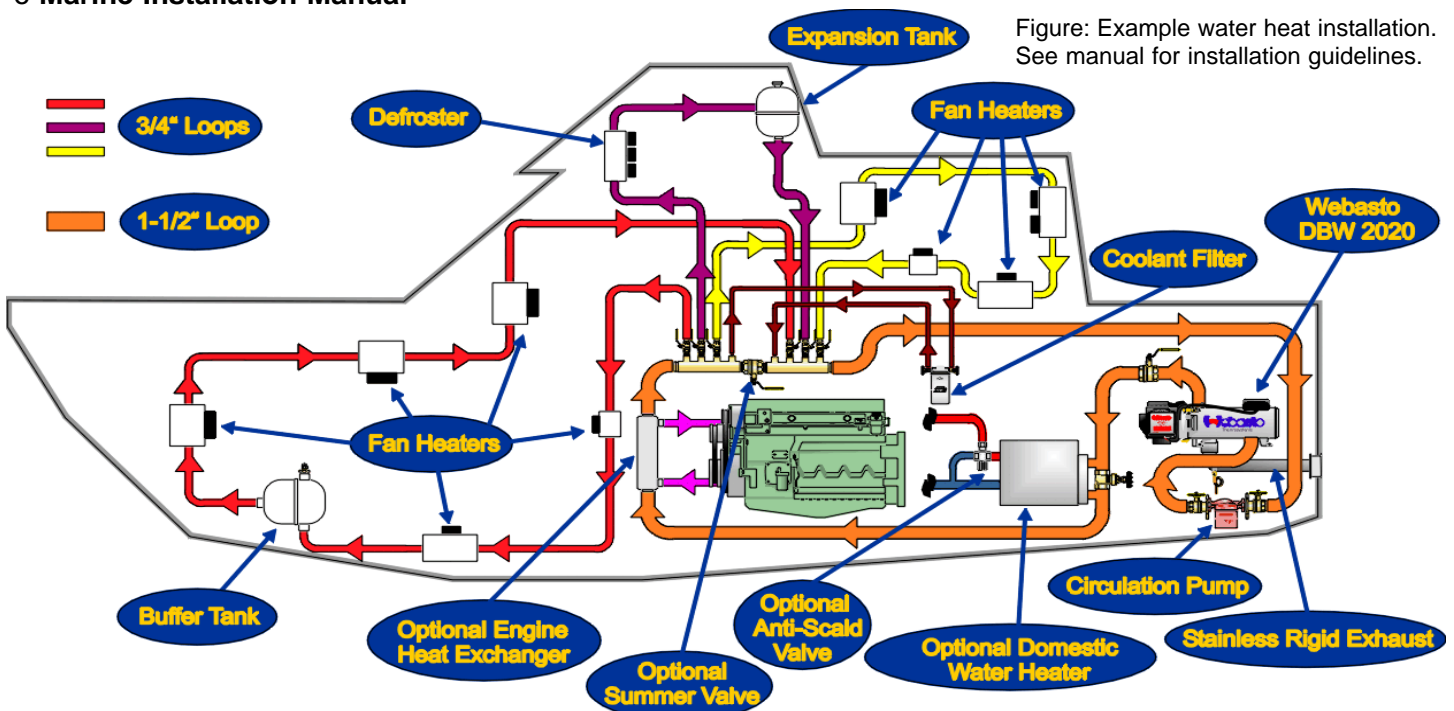 Marine Installation Manual
Figure: Example water heat installation.
See manual for installation guidelines.
Expansion Tank
Defroster
Fan Heaters
3/4" Loops
1-1/2" Loop
Webasto
DBW 2020
Coolant Filter
Fan Heaters
Webasto
Buffer Tank
Optional Engine
Heat Exchanger
Optional
Summer Valve
Optional
Anti-Scald
Valve
Optional Domestic
Water Heater
Circulation Pump
Stainless Rigid Exhaust